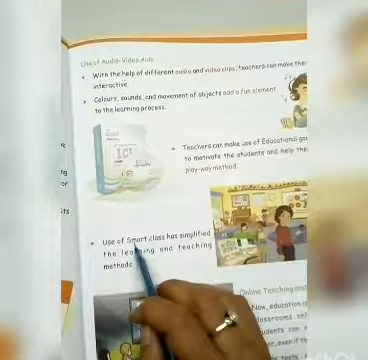 Use of Audio-Video Aids
With the help of different audio and video clips, teachers can make the
interactive.
Colours, sounds, and movement of objects add a fun element
to the learning process.
ICT
Teachers can make use of Educational
to motivate the students and help the
play-way method.
Use of Smart class has simplified
the learning and teaching
methods.
Online Teaching
Now, education